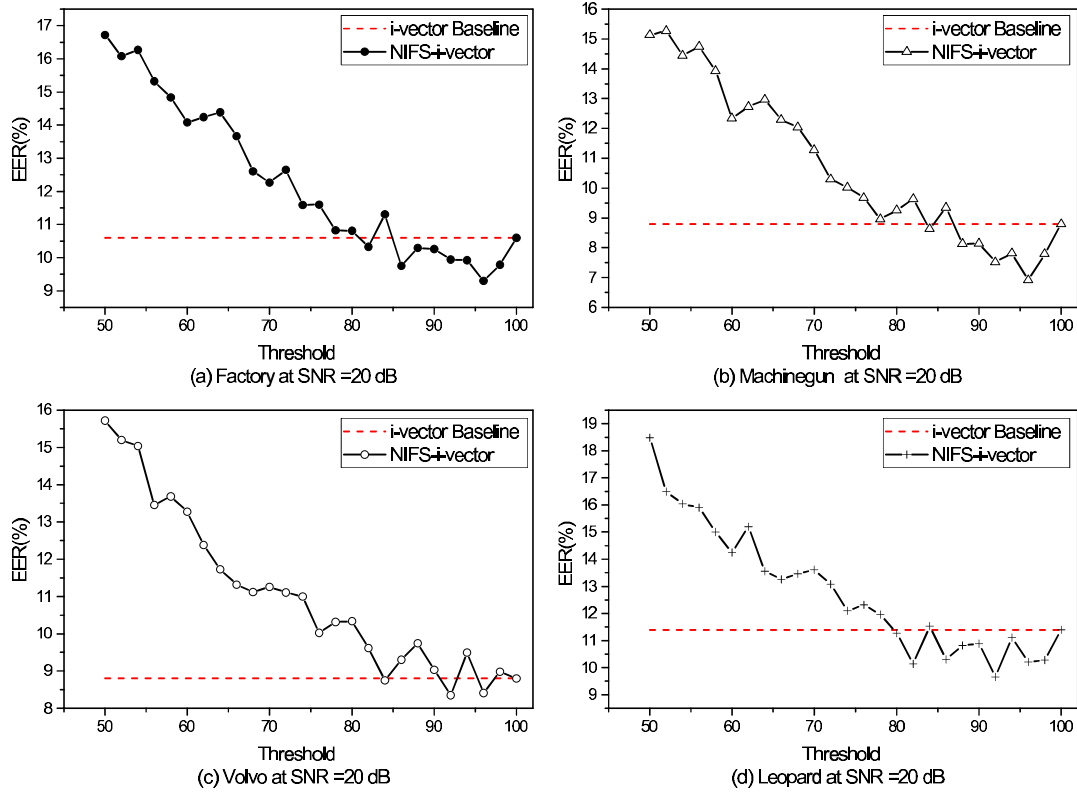 17
16
15
14
13
12
11
10
9
EER(%)
i-vector Baseline
NIFS-i-vector
50 60 70 80 90 100
Threshold
(a) Factory at SNR =20 dB
16
15
14
13
12
11
10
9
8
7
6
EER(%)
i-vector Baseline
NIFS-i-vector
50 60 70 80 90 100
Threshold
(b) Machinegun at SNR =20 dB
16
15
14
13
12
11
10
9
8
EER(%)
i-vector Baseline
NIFS-i-vector
50 60 70 80 90 100
Threshold
(c) Volvo at SNR =20 dB
19
18
17
16
15
14
13
12
11
10
9
EER(%)
i-vector Baseline
NIFS-i-vector
50 60 70 80 90 100
Threshold
(d) Leopard at SNR =20 dB